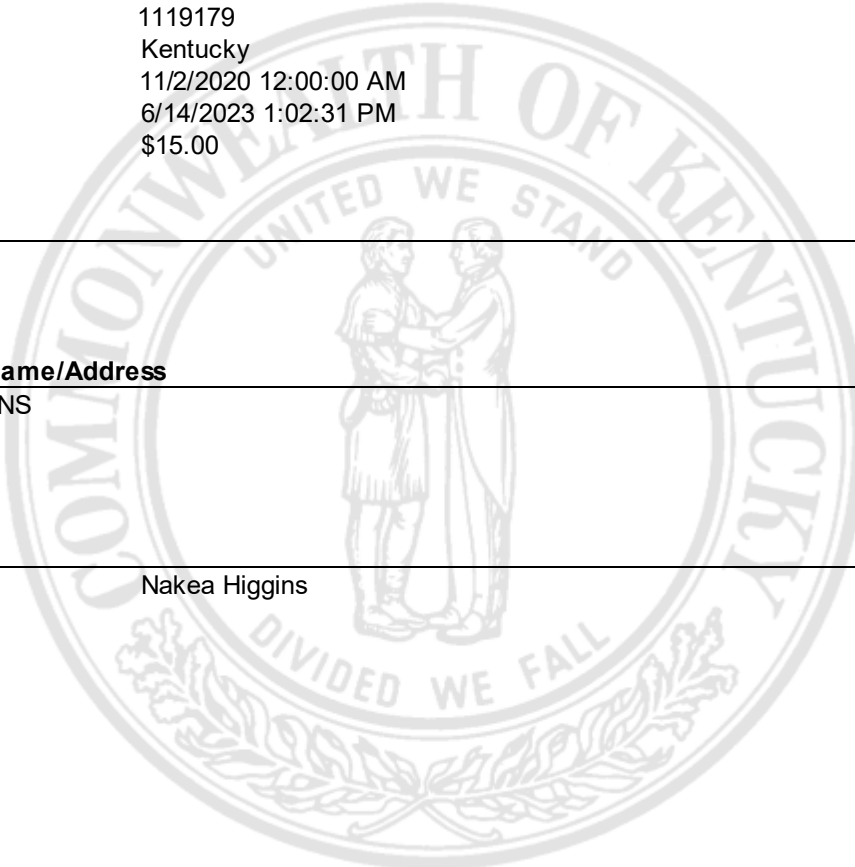 1119179
Kentucky
11/2/2020 12:00:00 AM
6/14/2023 1:02:31 PM
$15.00
COMMONWEALTH OF KENTUCKY
UNITED WE STAND
ame/Address
NS
Nakea Higgins
DIVIDED WE FALL